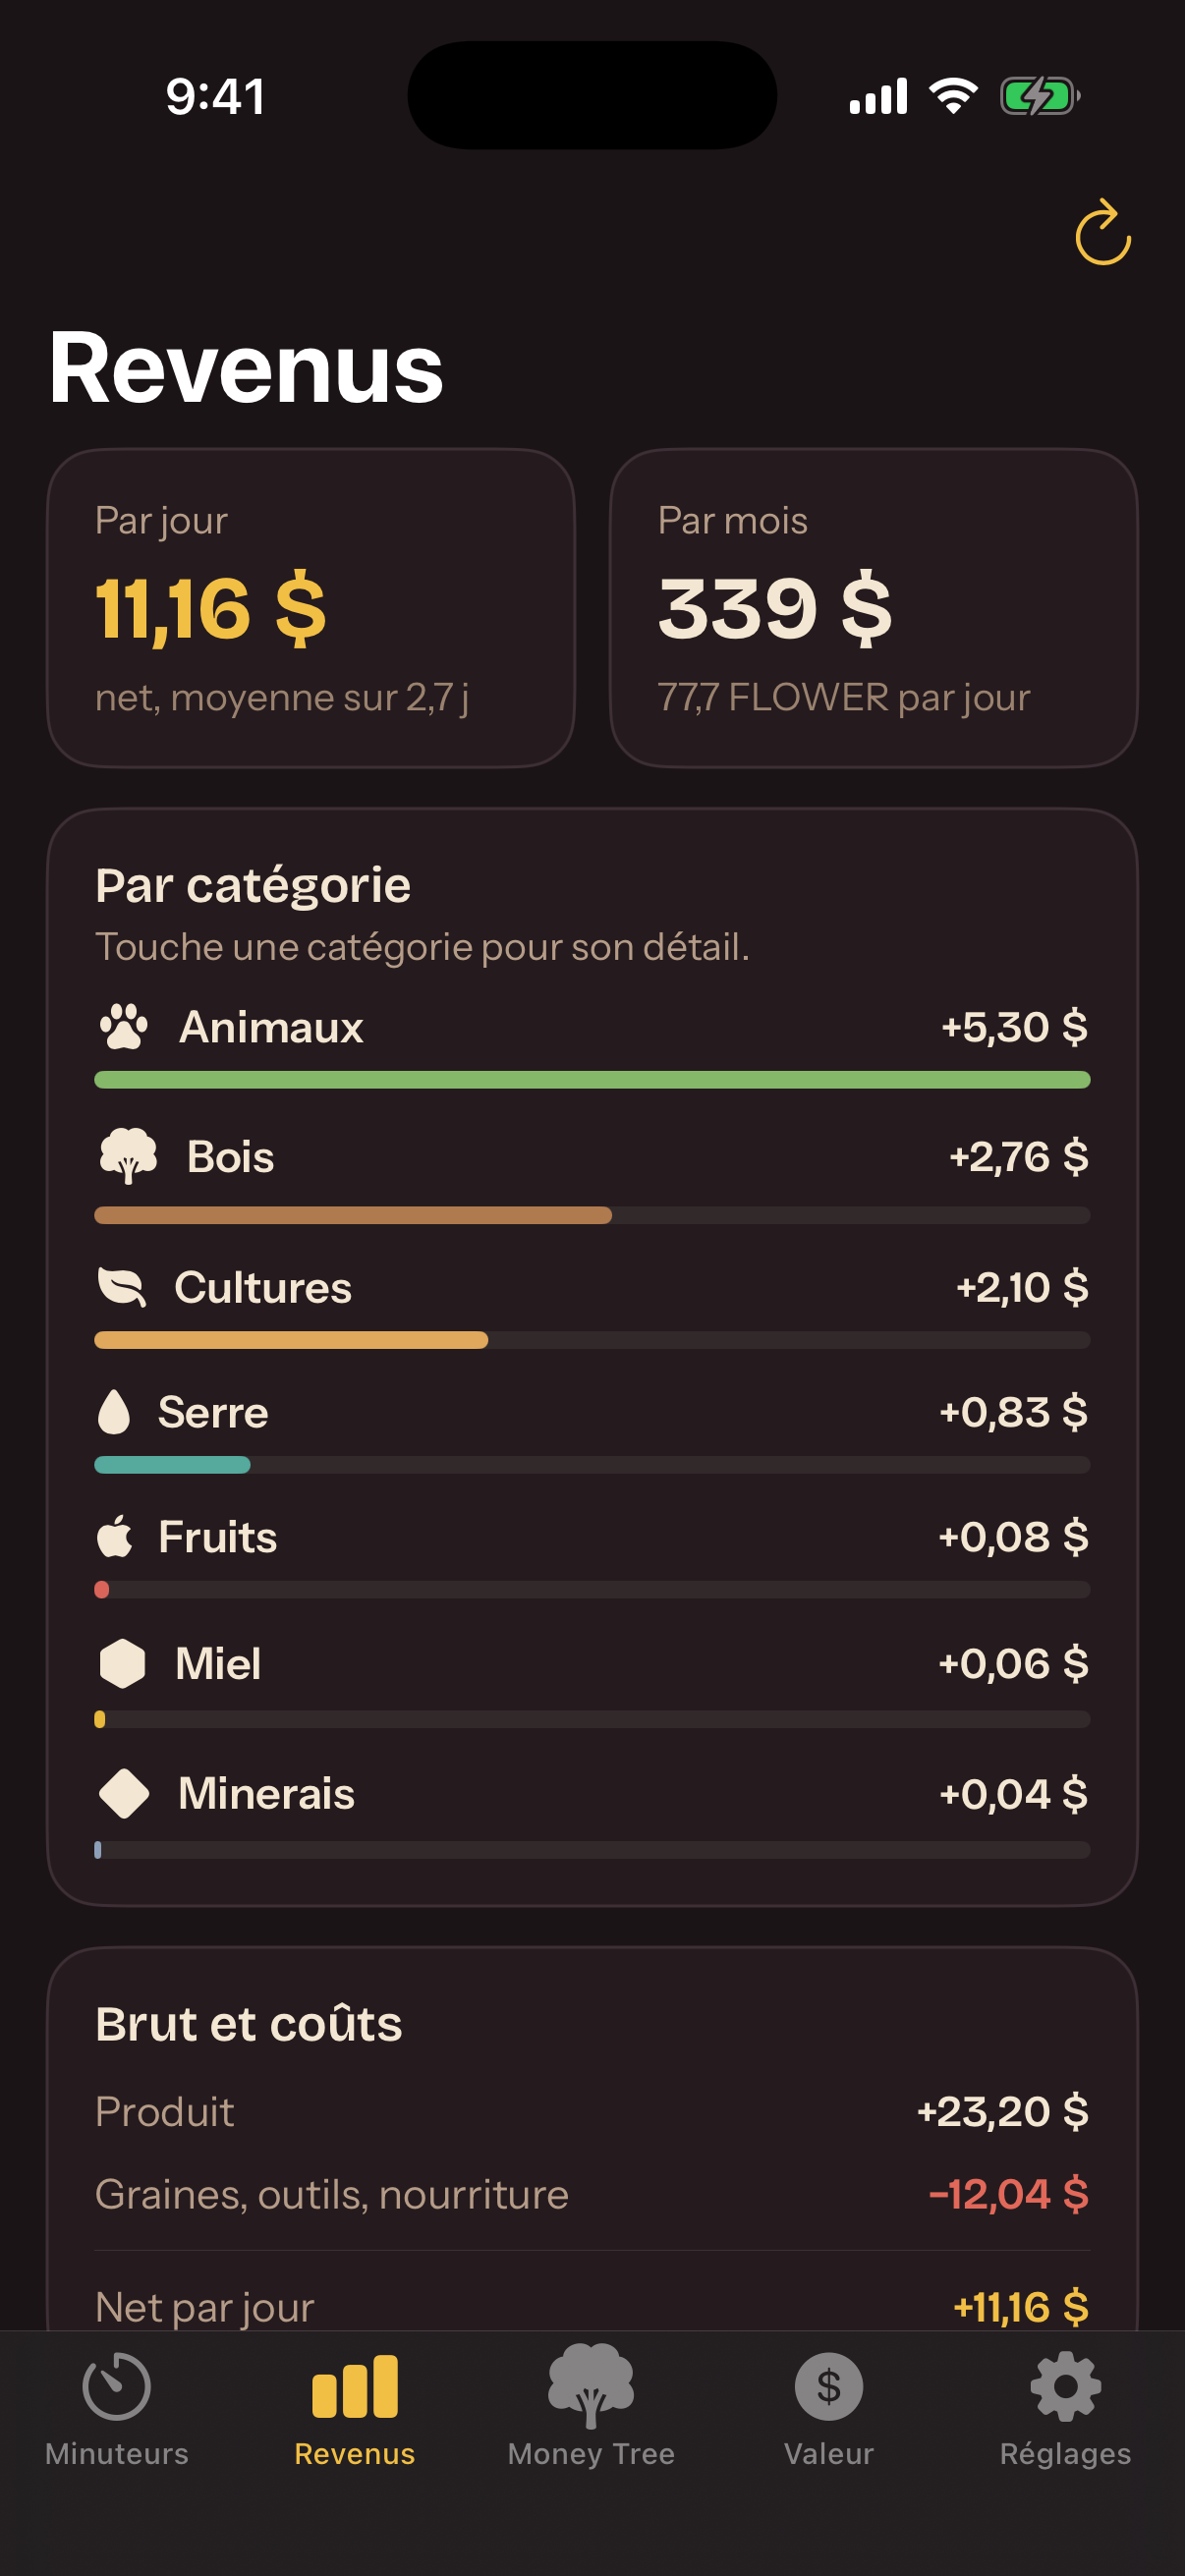 9:41
Revenus
Par jour
11,16 $
net, moyenne sur 2,7 j
Par mois
339 $
77,7 FLOWER par jour
Par catégorie
Touche une catégorie pour son détail.
Animaux +5,30 $
Bois +2,76 $
Cultures +2,10 $
Serre +0,83 $
Fruits +0,08 $
Miel +0,06 $
Minerais +0,04 $
Brut et coûts
Produit +23,20 $
Graines, outils, nourriture −12,04 $
Net par jour +11,16 $
$
Minuteurs Revenus Money Tree Valeur Réglages